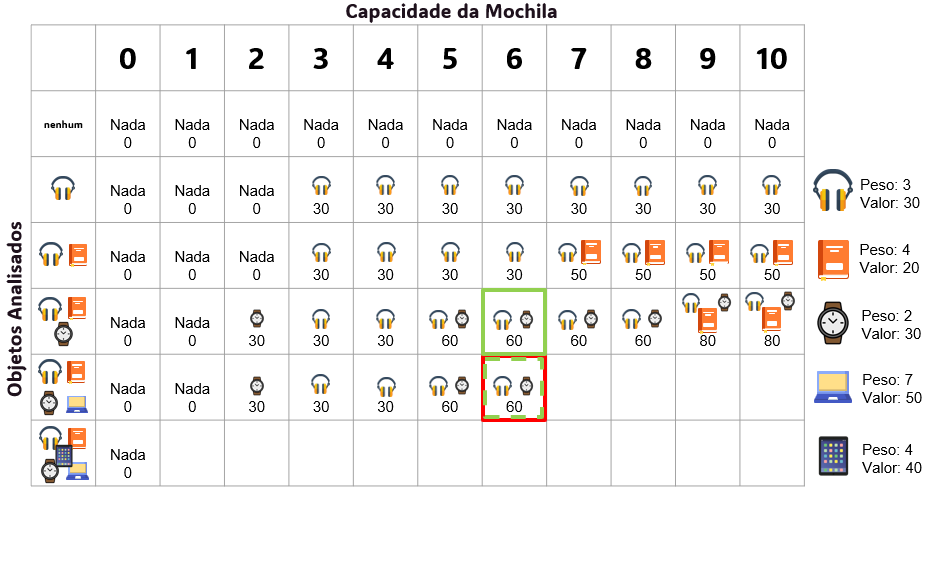 Capacidade da Mochila
0 1 2 3 4 5 6 7 8 9 10
Objetos Analisados
nenhum
Nada Nada Nada Nada Nada Nada Nada Nada Nada Nada Nada
0 0 0 0 0 0 0 0 0 0 0
Nada Nada Nada
0 0 0 30 30 30 30 30 30 30 30
Peso: 3
Valor: 30
Nada Nada Nada
0 0 0 30 30 30 30 50 50 50 50
Peso: 4
Valor: 20
Nada Nada
0 0 30 30 30 60 60 60 60 80 80
Peso: 2
Valor: 30
Nada Nada
0 0 30 30 30 60 60
Peso: 7
Valor: 50
Nada
0
Peso: 4
Valor: 40